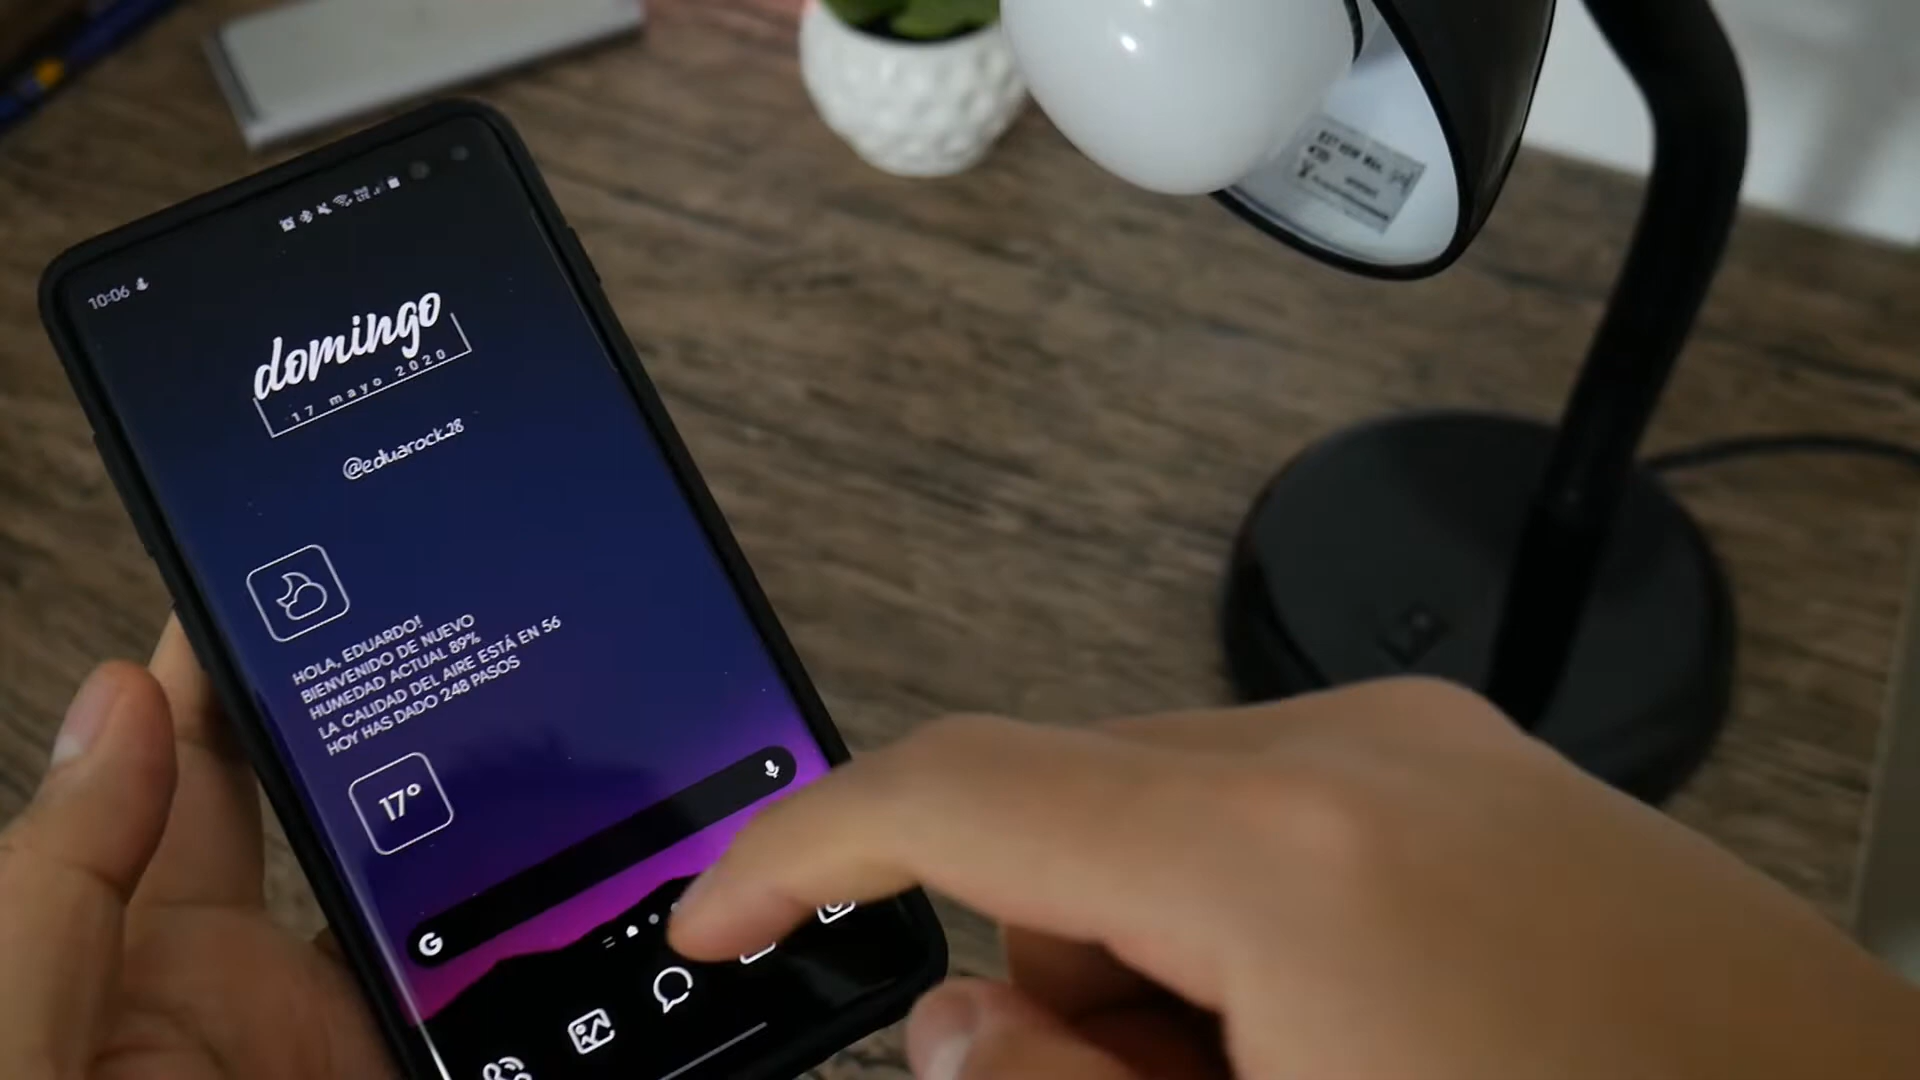 10:06
domingo
17 mayo 2020
@eduarock28
HOLA, EDUARDO!
BIENVENIDO DE NUEVO
HUMEDAD ACTUAL 89%
LA CALIDAD DEL AIRE ESTÁ EN 56
HOY HAS DADO 248 PASOS
17°
G